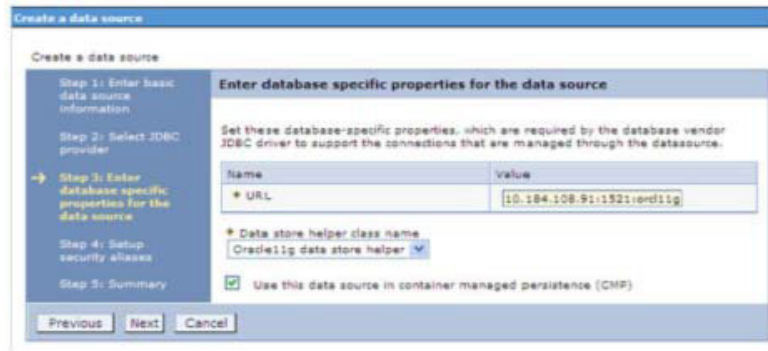 Create a data source
Create a data source
Step 1: Enter basic
data source
information
Step 2: Select JDBC
provider
Step 3: Enter
database specific
properties for the
data source
Step 4: Setup
security aliases
Step 5: Summary
Enter database specific properties for the data source
Set these database-specific properties, which are required by the database vendor
JDBC driver to support the connections that are managed through the datasource.
Name Value
URL 10.184.108.91:1521:orcl11g
Data store helper class name
Oracle11g data store helper
Use this data source in container managed persistence (CMP)
Previous Next Cancel